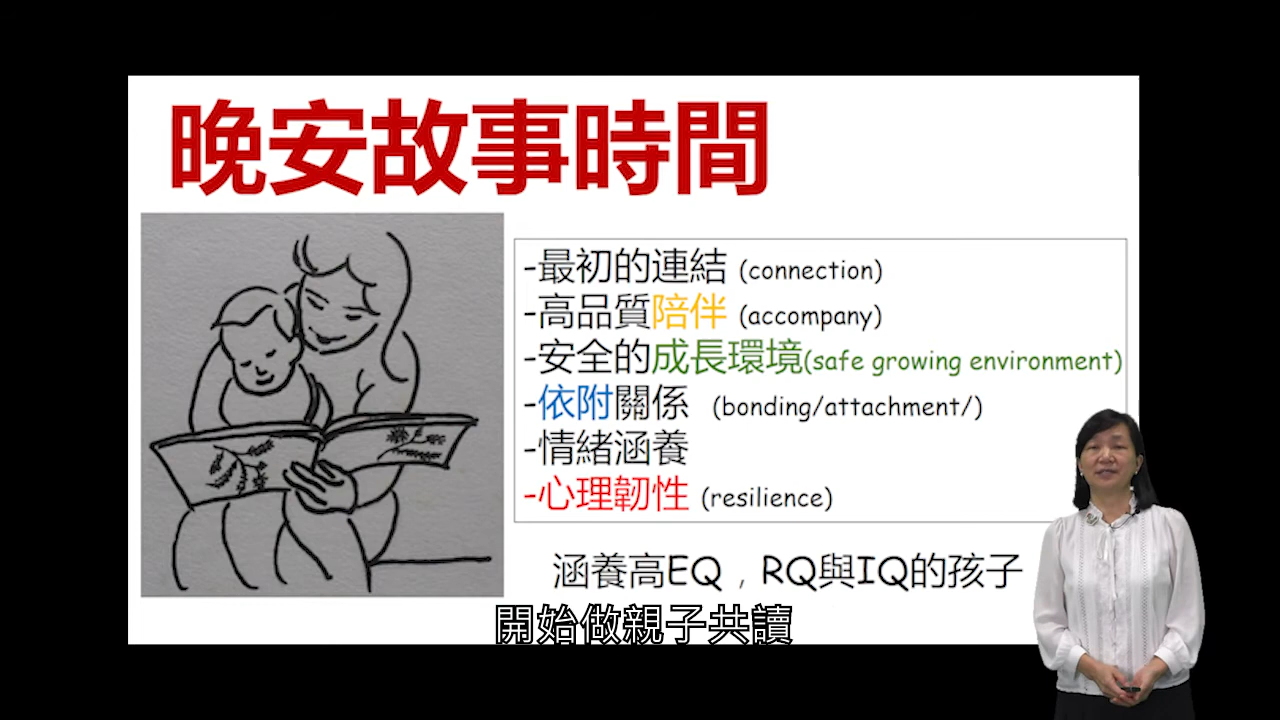 晚安故事時間
-最初的連結 (connection)
-高品質陪伴 (accompany)
-安全的成長環境(safe growing environment)
-依附關係 (bonding/attachment/)
-情緒涵養
-心理韌性 (resilience)
涵養高EQ，RQ與IQ的孩子
開始做親子共讀